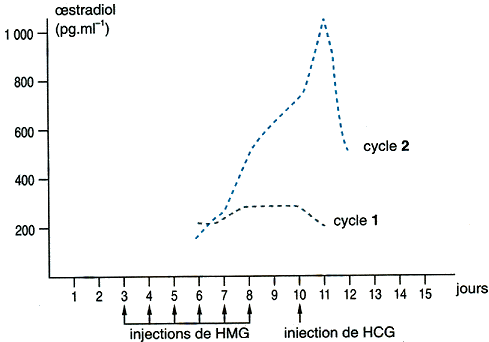 œstradiol
(pg.ml⁻¹)
1 000
800
600
400
200
cycle 2
cycle 1
1 2 3 4 5 6 7 8 9 10 11 12 13 14 15 jours
injections de HMG iniection de HCG